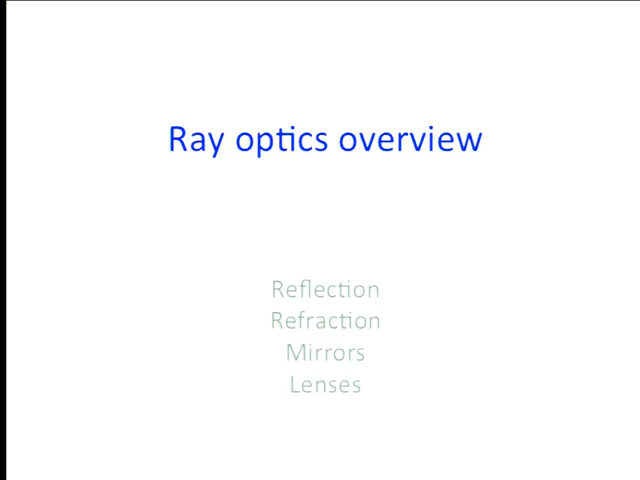 Ray optics overview
Reflection
Refraction
Mirrors
Lenses